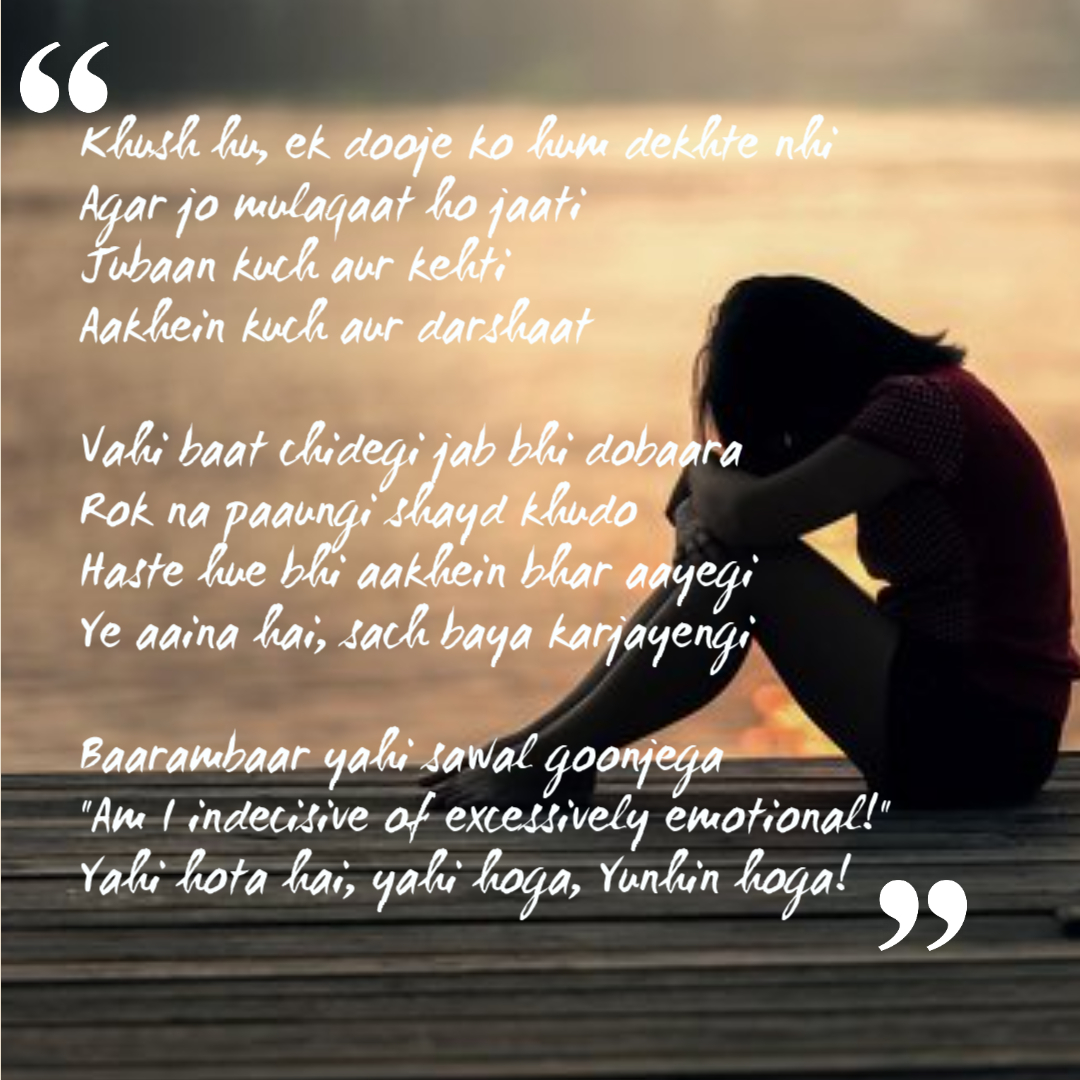 “
Khush hu, ek dooje ko hum dekhte nhi
Agar jo mulaqaat ho jaati
Jubaan kuch aur kehti
Aakhein kuch aur darshaat
Vahi baat chidegi jab bhi dobaara
Rok na paaungi shayd khudo
Haste hue bhi aakhein bhar aayegi
Ye aaina hai, sach baya karjayengi
Baarambaar yahi sawal goonjega
"Am I indecisive of excessively emotional!"
Yahi hota hai, yahi hoga, Yunhin hoga!
”